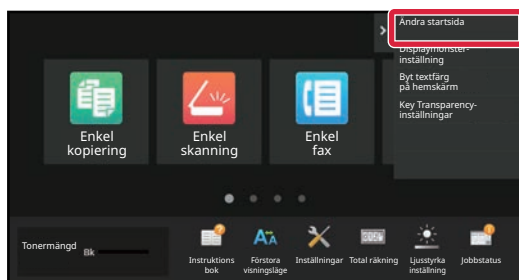 Ändra startsida
Displaymönster-
inställning
Byt textfärg
på hemskärm
Key Transparency-
inställningar
Enkel
kopiering
Enkel
skanning
Enkel
fax
Tonermängd
Bk
Instruktions
bok
Förstora
visningsläge
Inställningar
Total räkning
Ljusstyrka
inställning
Jobbstatus